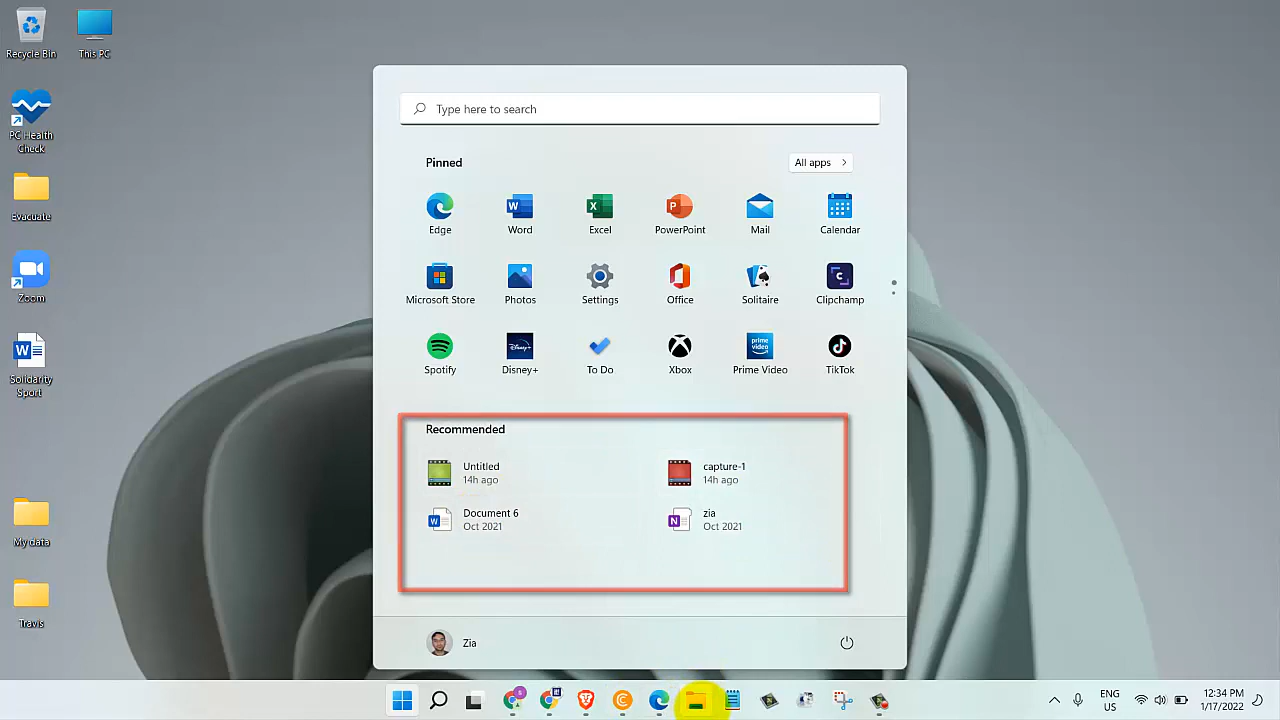 Recycle Bin
This PC
PC Health
Check
Evacuate
Zoom
Solidarity
Sport
My data
Travis
Type here to search
Pinned
All apps
Edge
Word
Excel
PowerPoint
Mail
Calendar
Microsoft Store
Photos
Settings
Office
Solitaire
Clipchamp
Spotify
Disney+
To Do
Xbox
Prime Video
TikTok
Recommended
Untitled
14h ago
capture-1
14h ago
Document 6
Oct 2021
zia
Oct 2021
Zia
ENG
US
12:34 PM
1/17/2022